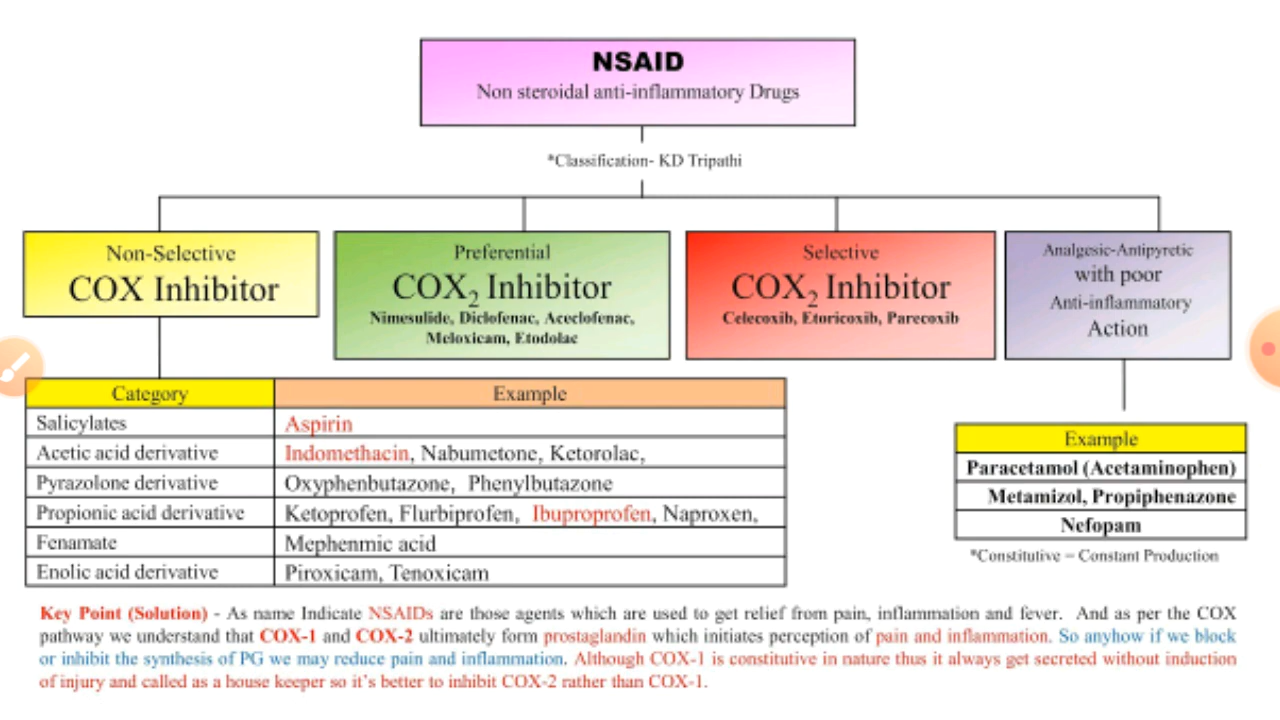 NSAID
Non steroidal anti-inflammatory Drugs
*Classification- KD Tripathi
Non-Selective
COX Inhibitor
Preferential
COX₂ Inhibitor
Nimesulide, Diclofenac, Aceclofenac,
Meloxicam, Etodolac
Selective
COX₂ Inhibitor
Celecoxib, Etoricoxib, Parecoxib
Analgesic-Antipyretic
with poor
Anti-inflammatory
Action
Category Example
Salicylates Aspirin
Acetic acid derivative Indomethacin, Nabumetone, Ketorolac,
Pyrazolone derivative Oxyphenbutazone, Phenylbutazone
Propionic acid derivative Ketoprofen, Flurbiprofen, Ibuproprofen, Naproxen,
Fenamate Mephenmic acid
Enolic acid derivative Piroxicam, Tenoxicam
Example
Paracetamol (Acetaminophen)
Metamizol, Propiphenazone
Nefopam
*Constitutive = Constant Production
Key Point (Solution) - As name Indicate NSAIDs are those agents which are used to get relief from pain, inflammation and fever. And as per the COX
pathway we understand that COX-1 and COX-2 ultimately form prostaglandin which initiates perception of pain and inflammation. So anyhow if we block
or inhibit the synthesis of PG we may reduce pain and inflammation. Although COX-1 is constitutive in nature thus it always get secreted without induction
of injury and called as a house keeper so it's better to inhibit COX-2 rather than COX-1.